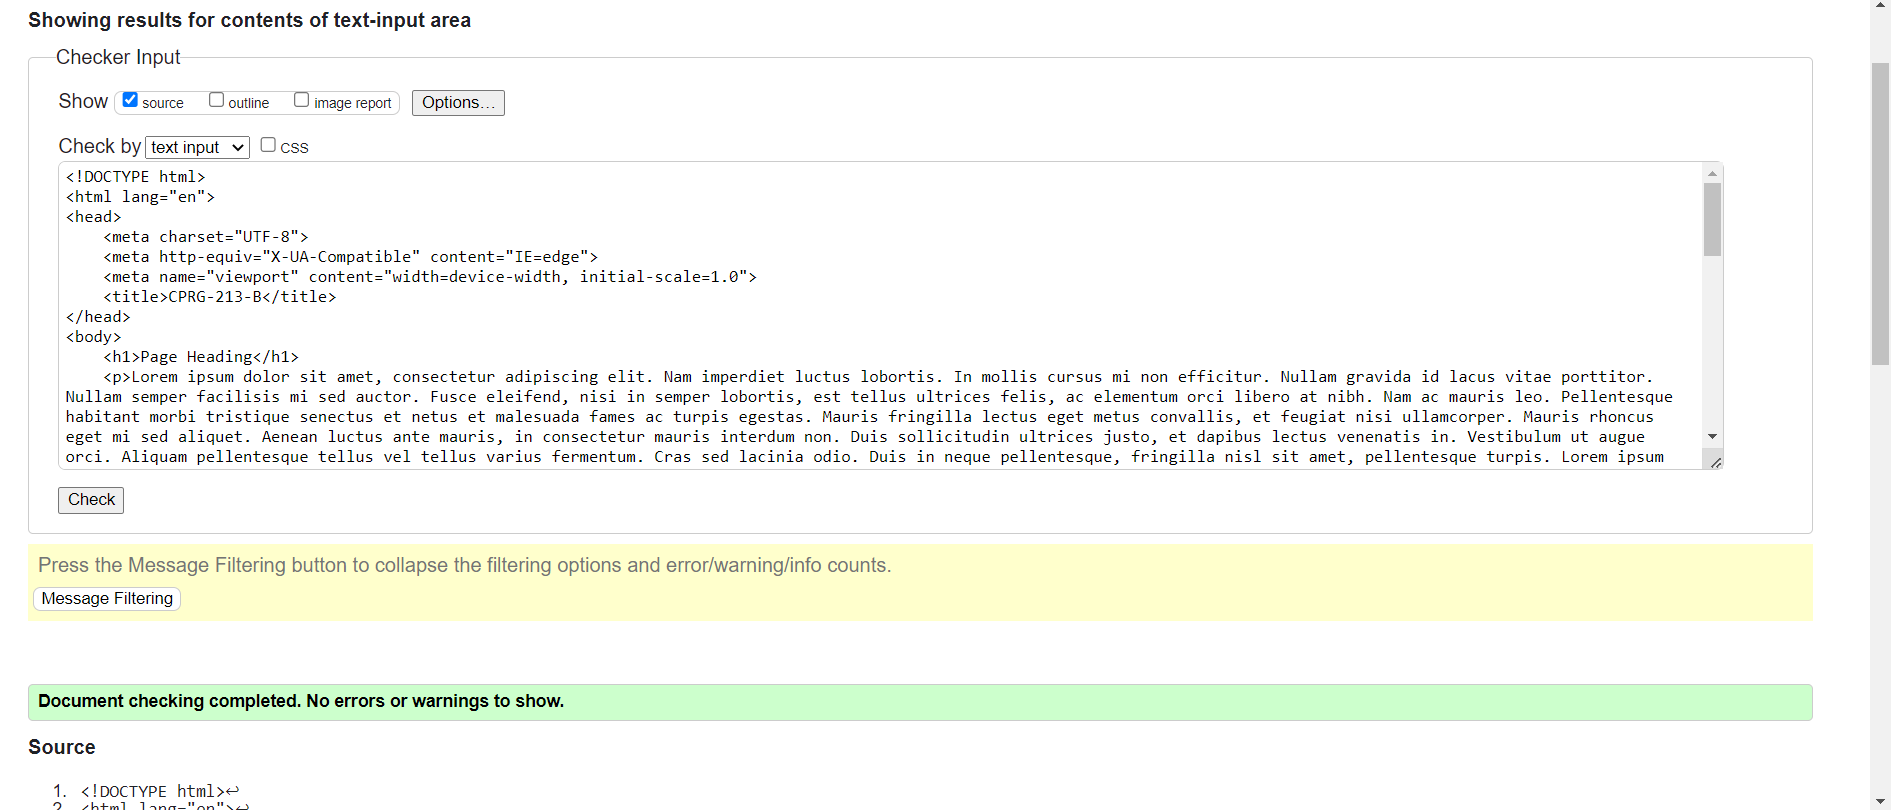 Showing results for contents of text-input area
Checker Input
Show source outline image report Options...
Check by text input CSS
<!DOCTYPE html>
<html lang="en">
<head>
    <meta charset="UTF-8">
    <meta http-equiv="X-UA-Compatible" content="IE=edge">
    <meta name="viewport" content="width=device-width, initial-scale=1.0">
    <title>CPRG-213-B</title>
</head>
<body>
    <h1>Page Heading</h1>
    <p>Lorem ipsum dolor sit amet, consectetur adipiscing elit. Nam imperdiet luctus lobortis. In mollis cursus mi non efficitur. Nullam gravida id lacus vitae porttitor.
Nullam semper facilisis mi sed auctor. Fusce eleifend, nisi in semper lobortis, est tellus ultrices felis, ac elementum orci libero at nibh. Nam ac mauris leo. Pellentesque
habitant morbi tristique senectus et netus et malesuada fames ac turpis egestas. Mauris fringilla lectus eget metus convallis, et feugiat nisi ullamcorper. Mauris rhoncus
eget mi sed aliquet. Aenean luctus ante mauris, in consectetur mauris interdum non. Duis sollicitudin ultrices justo, et dapibus lectus venenatis in. Vestibulum ut augue
orci. Aliquam pellentesque tellus vel tellus varius fermentum. Cras sed lacinia odio. Duis in neque pellentesque, fringilla nisl sit amet, pellentesque turpis. Lorem ipsum
Check
Press the Message Filtering button to collapse the filtering options and error/warning/info counts.
Message Filtering
Document checking completed. No errors or warnings to show.
Source
1. <!DOCTYPE html>↩
2. <html lang="en">↩